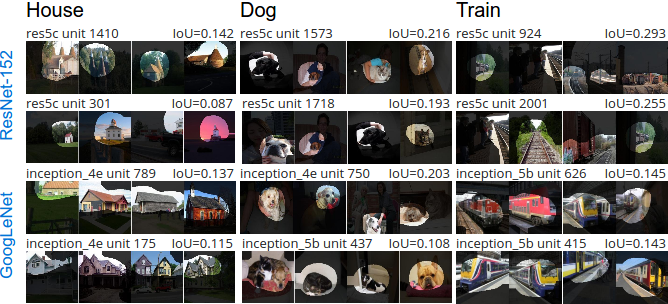 House Dog Train
res5c unit 1410 IoU=0.142 res5c unit 1573 IoU=0.216 res5c unit 924 IoU=0.293
ResNet-152
res5c unit 301 IoU=0.087 res5c unit 1718 IoU=0.193 res5c unit 2001 IoU=0.255
inception_4e unit 789 IoU=0.137 inception_4e unit 750 IoU=0.203 inception_5b unit 626 IoU=0.145
GoogLeNet
inception_4e unit 175 IoU=0.115 inception_5b unit 437 IoU=0.108 inception_5b unit 415 IoU=0.143